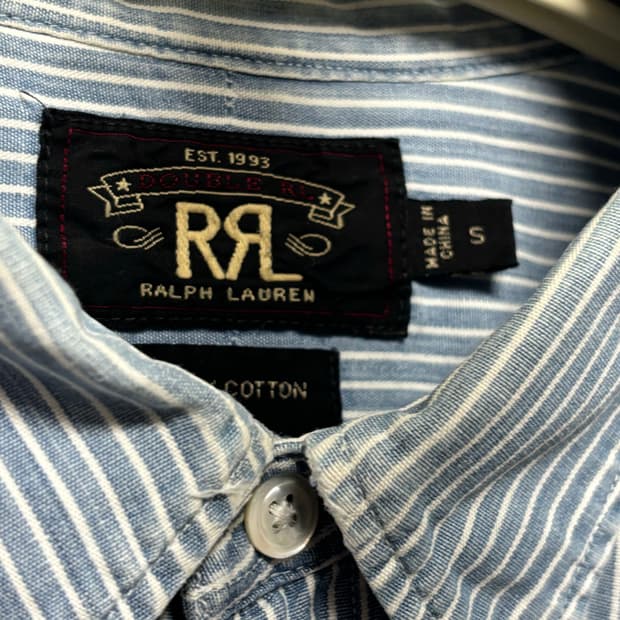 EST. 1993
DOUBLE RL
RRL
RALPH LAUREN
MADE IN
CHINA
S
COTTON